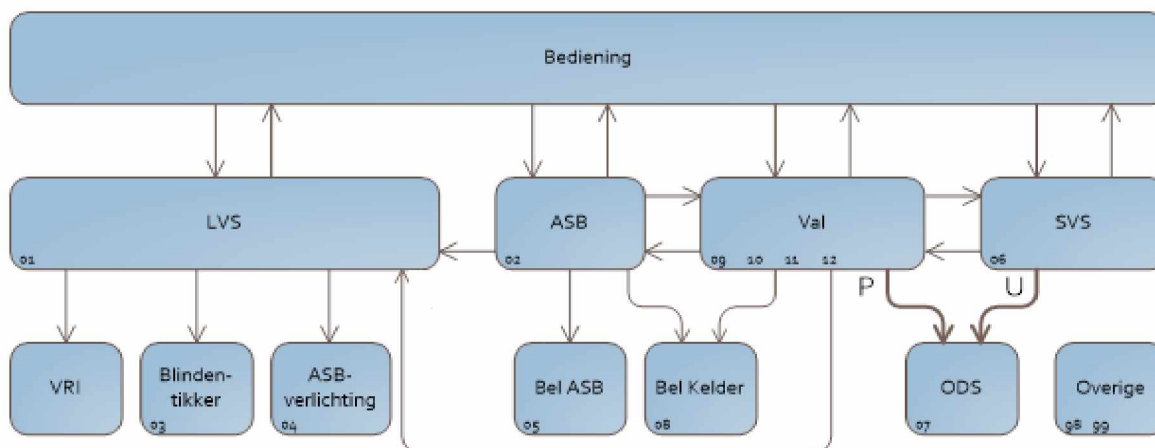 Bediening
LVS
01
ASB
02
Val
09 10 11 12
SVS
06
P
U
VRI
Blinden-
tikker
03
ASB-
verlichting
04
Bel ASB
05
Bel Kelder
08
ODS
07
Overige
98 99